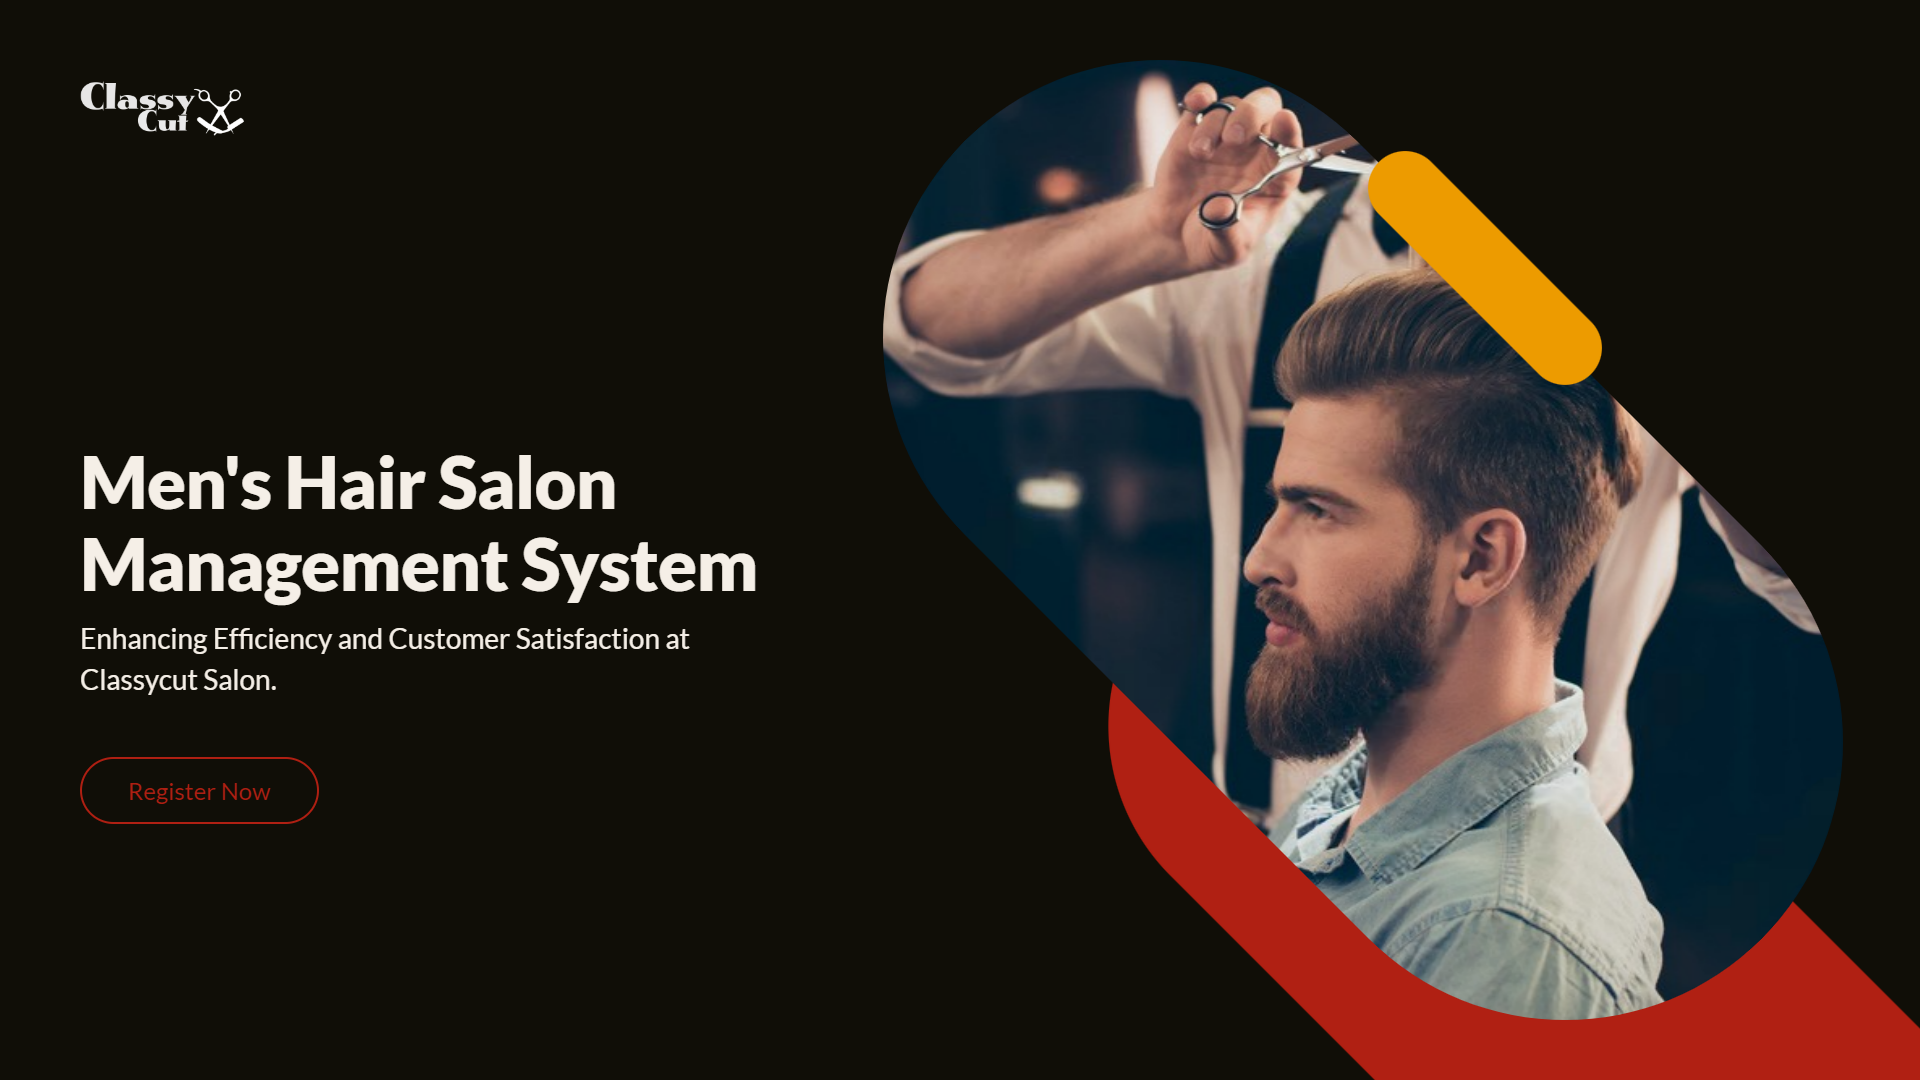 Classy
Cut
Men's Hair Salon
Management System
Enhancing Efficiency and Customer Satisfaction at
Classycut Salon.
Register Now